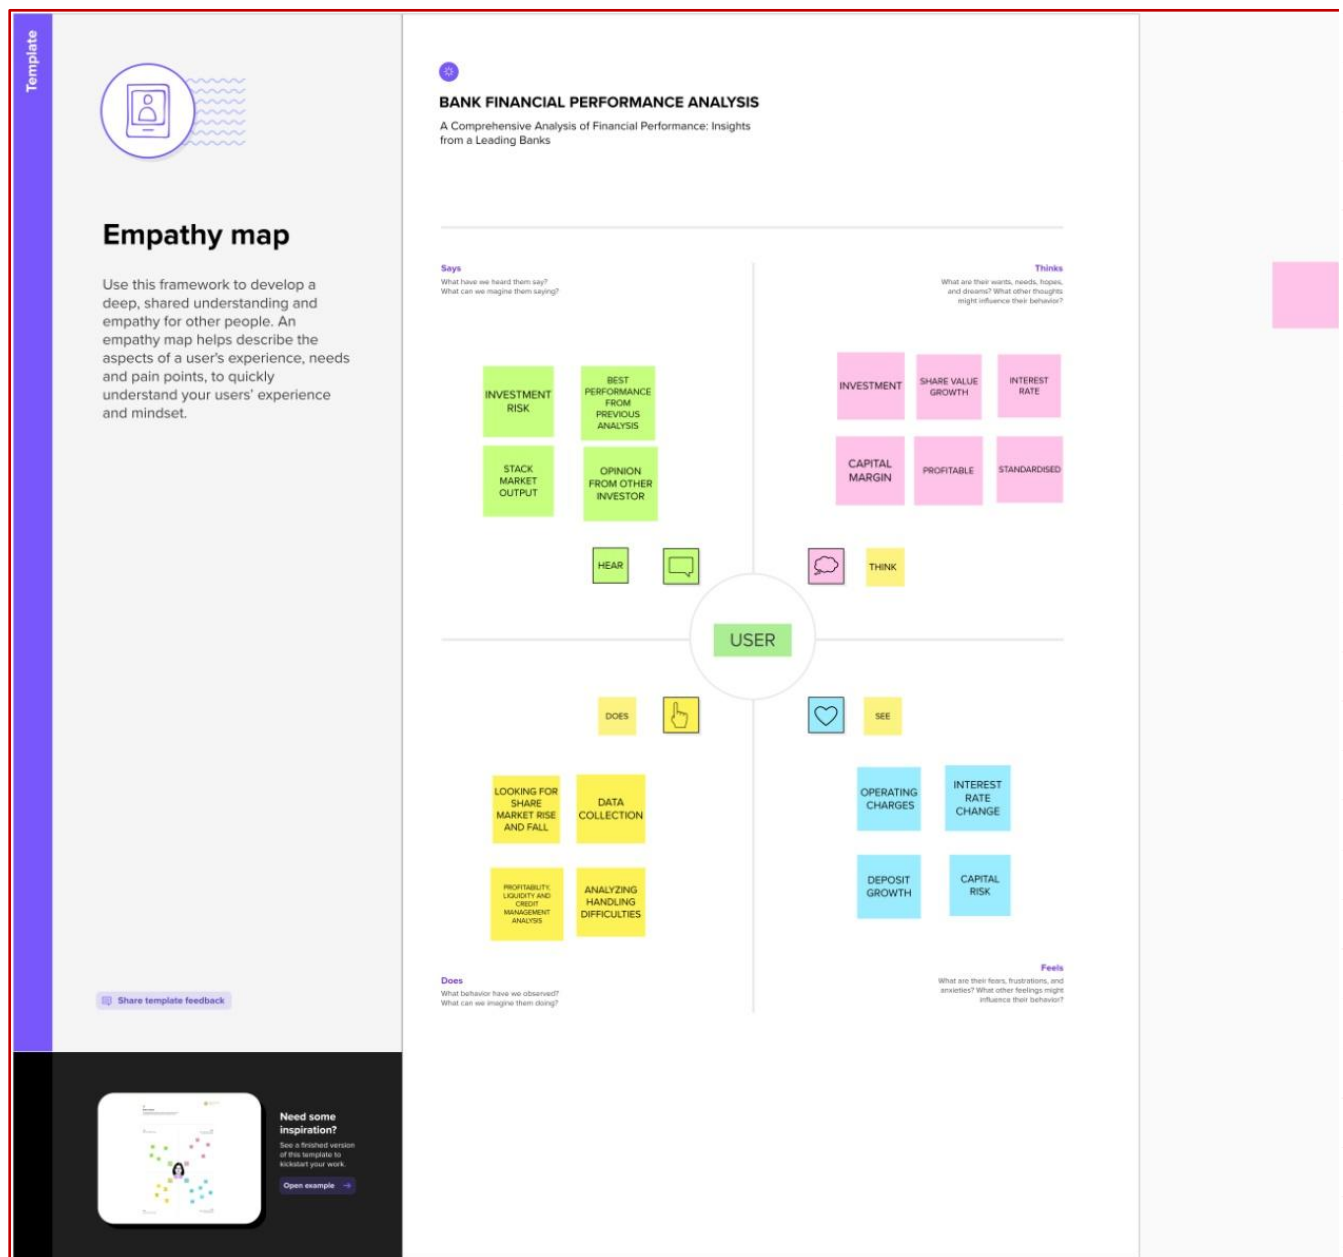 Template
Empathy map
Use this framework to develop a
deep, shared understanding and
empathy for other people. An
empathy map helps describe the
aspects of a user's experience, needs
and pain points, to quickly
understand your users' experience
and mindset.
Share template feedback
Need some
inspiration?
See a finished version
of this template to
kickstart your work.
Open example →
BANK FINANCIAL PERFORMANCE ANALYSIS
A Comprehensive Analysis of Financial Performance: Insights
from a Leading Banks
Says
What have we heard them say?
What can we magine them saying?
Thinks
What are their wants, needs, hopes,
and dreams? What other thoughts
might influence their behavior?
INVESTMENT
RISK
BEST
PERFORMANCE
FROM
PREVIOUS
ANALYSIS
STACK
MARKET
OUTPUT
OPINION
FROM OTHER
INVESTOR
HEAR
INVESTMENT
SHARE VALUE
GROWTH
INTEREST
RATE
CAPITAL
MARGIN
PROFITABLE
STANDARDISED
THINK
USER
DOES
SEE
LOOKING FOR
SHARE
MARKET RISE
AND FALL
DATA
COLLECTION
PROFITABILITY,
LIQUIDITY AND
CREDIT
MANAGEMENT
ANALYSIS
ANALYZING
HANDLING
DIFFICULTIES
OPERATING
CHARGES
INTEREST
RATE
CHANGE
DEPOSIT
GROWTH
CAPITAL
RISK
Does
What behavior have we observed?
What can we imagine them doing?
Feels
What are their fears, frustrations, and
anxieties? What other feelings might
influence their behavior?